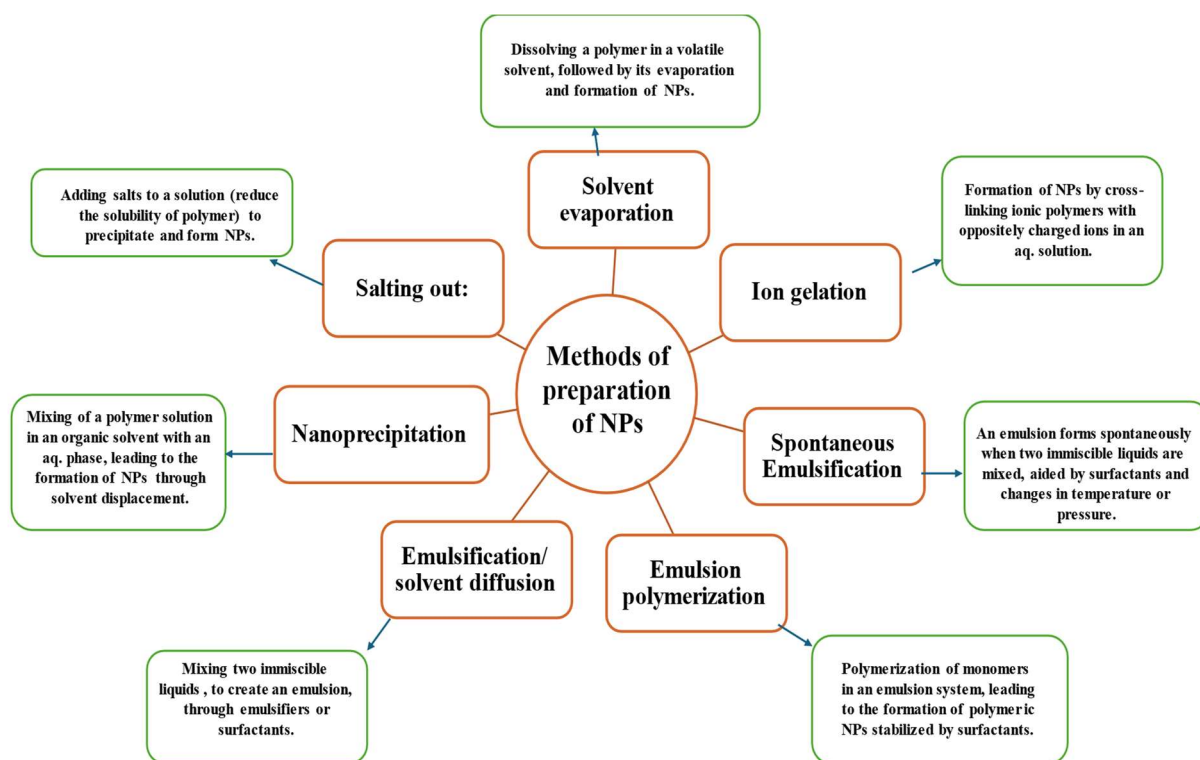 Dissolving a polymer in a volatile
solvent, followed by its evaporation
and formation of NPs.
Solvent
evaporation
Adding salts to a solution (reduce
the solubility of polymer) to
precipitate and form NPs.
Salting out:
Formation of NPs by cross-
linking ionic polymers with
oppositely charged ions in an
aq. solution.
Ion gelation
Methods of
preparation
of NPs
Mixing of a polymer solution
in an organic solvent with an
aq. phase, leading to the
formation of NPs through
solvent displacement.
Nanoprecipitation
Spontaneous
Emulsification
An emulsion forms spontaneously
when two immiscible liquids are
mixed, aided by surfactants and
changes in temperature or
pressure.
Emulsification/
solvent diffusion
Emulsion
polymerization
Mixing two immiscible
liquids , to create an emulsion,
through emulsifiers or
surfactants.
Polymerization of monomers
in an emulsion system, leading
to the formation of polymeric
NPs stabilized by surfactants.